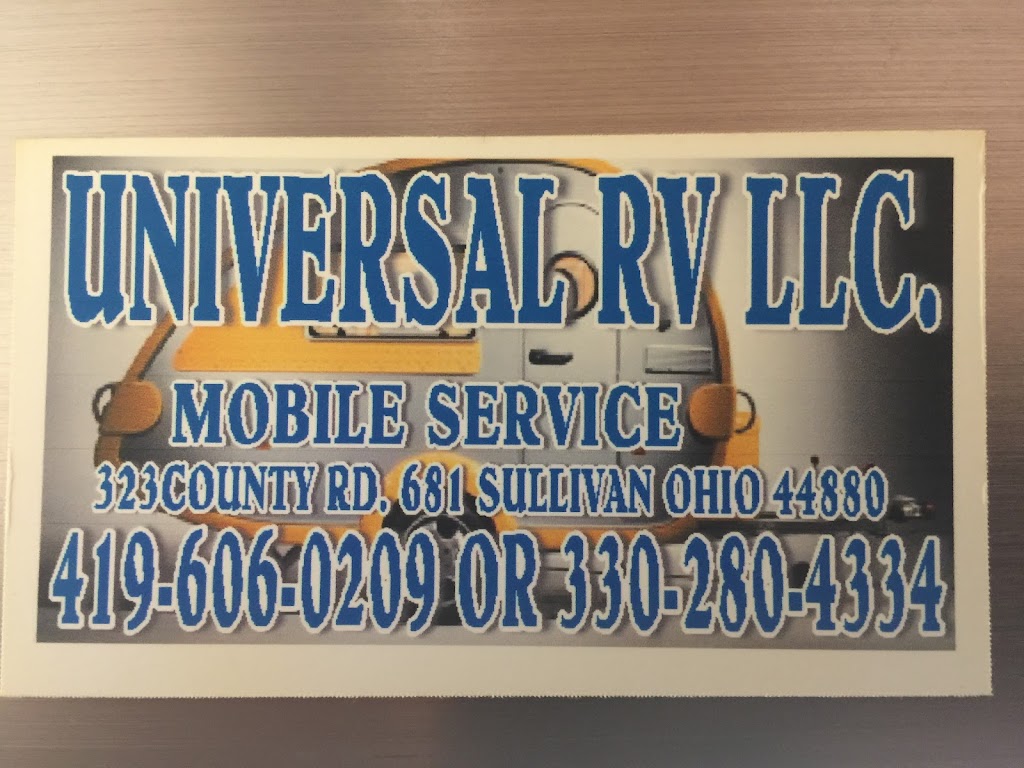 UNIVERSAL RV LLC.
MOBILE SERVICE
323COUNTY RD. 681 SULLIVAN OHIO 44880
419-606-0209 OR 330-280-4334